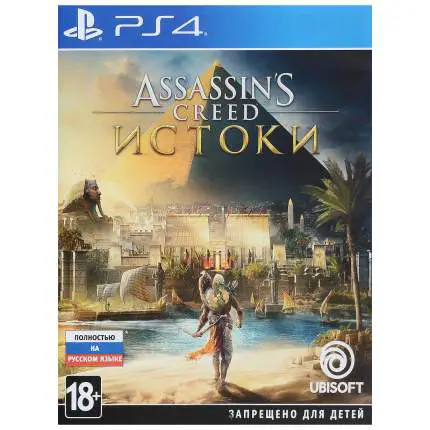 PS4
ASSASSIN'S
CREED
ИСТОКИ
ПОЛНОСТЬЮ
НА
РУССКОМ ЯЗЫКЕ
18+
UBISOFT
ЗАПРЕЩЕНО ДЛЯ ДЕТЕЙ